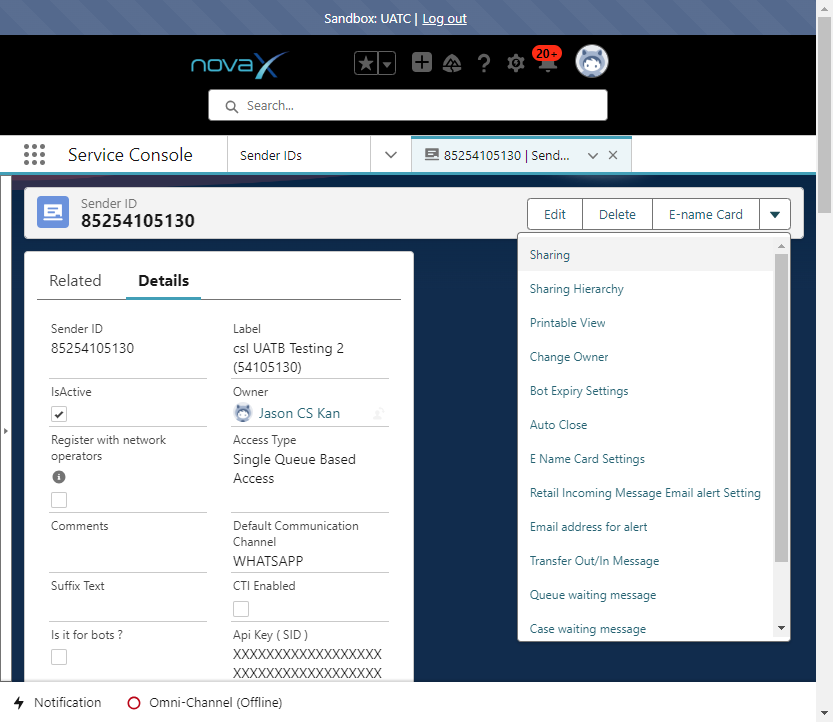 Sandbox: UATC | Log out
novaX
20+
Search...
Service Console
Sender IDs
85254105130 | Send...
Sender ID
85254105130
Edit
Delete
E-name Card
Sharing
Sharing Hierarchy
Printable View
Change Owner
Bot Expiry Settings
Auto Close
E Name Card Settings
Retail Incoming Message Email alert Setting
Email address for alert
Transfer Out/In Message
Queue waiting message
Case waiting message
Related
Details
Sender ID
85254105130
Label
csl UATB Testing 2
(54105130)
IsActive
Owner
Jason CS Kan
Register with network
operators
Access Type
Single Queue Based
Access
Comments
Default Communication
Channel
WHATSAPP
Suffix Text
CTI Enabled
Is it for bots ?
Api Key ( SID )
XXXXXXXXXXXXXXXXXX
XXXXXXXXXXXXXXXXXX
Notification
Omni-Channel (Offline)